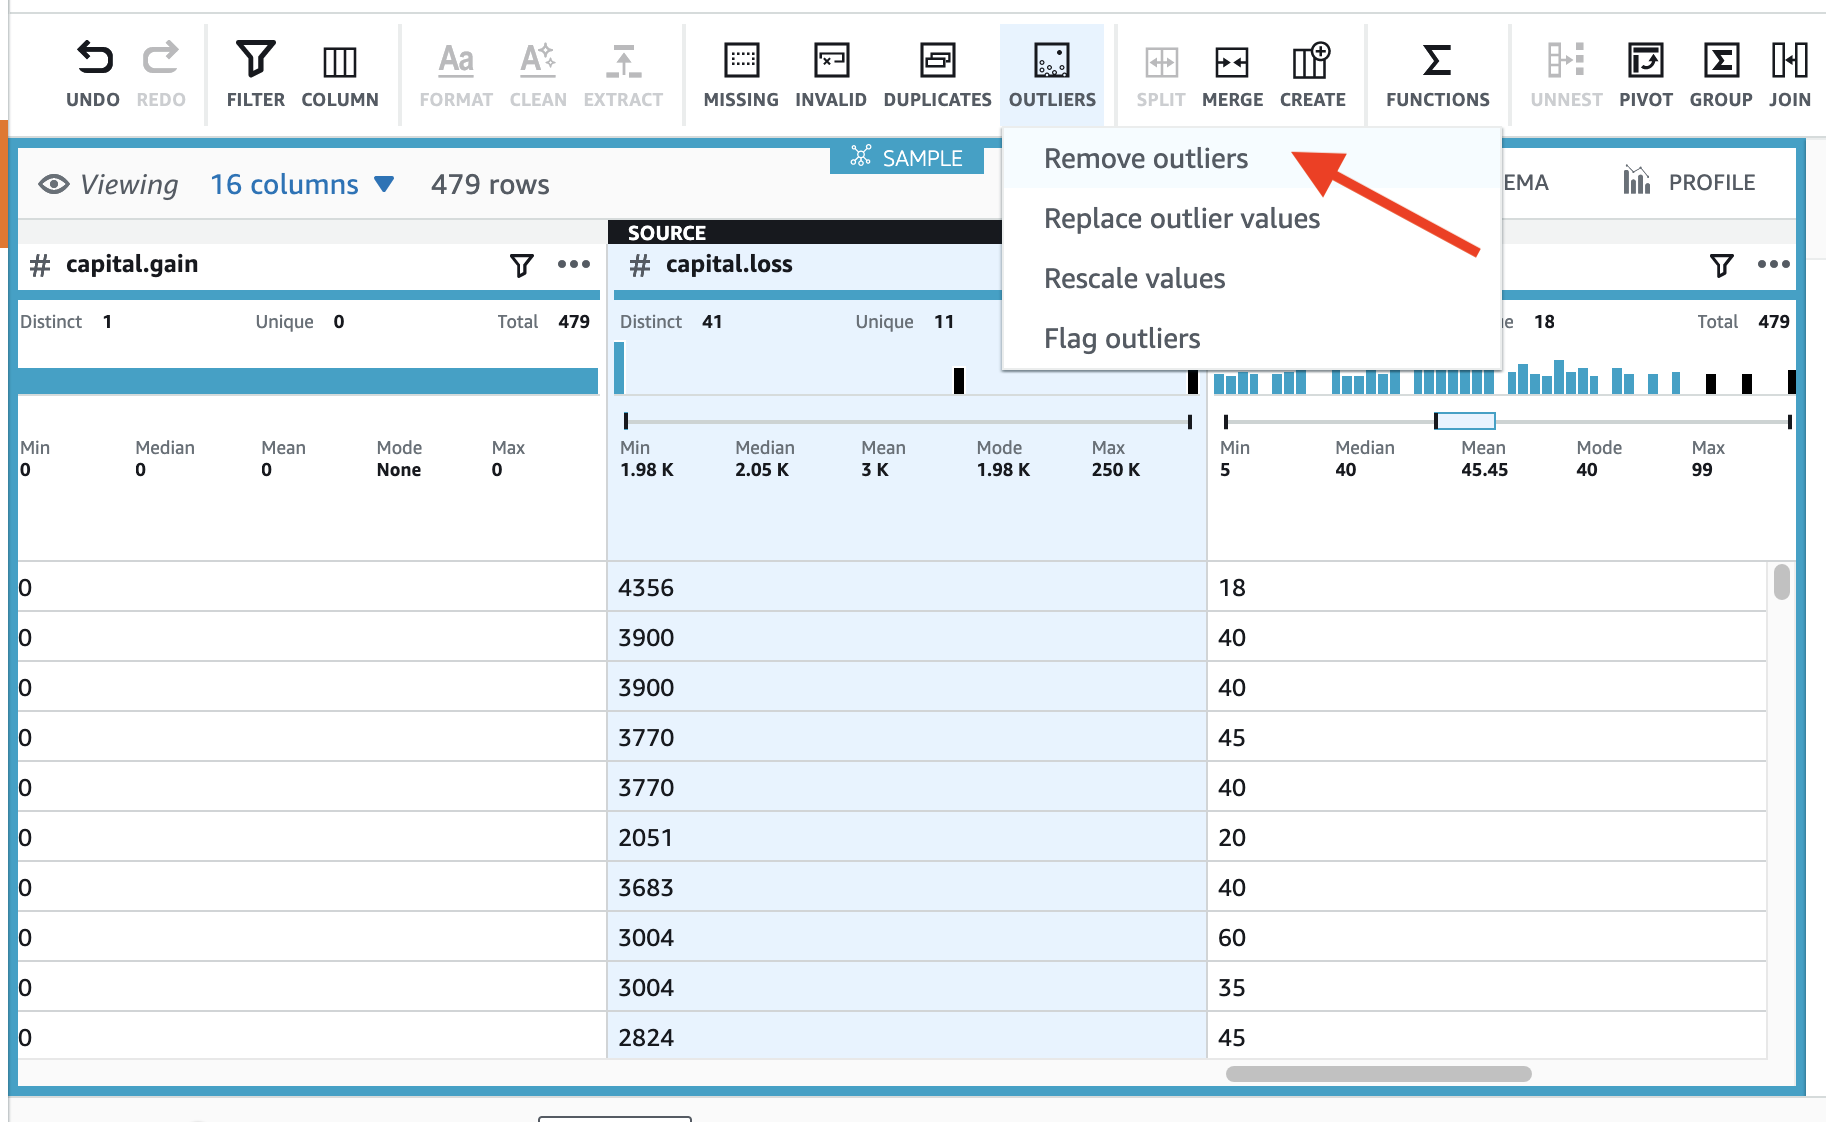 UNDO REDO FILTER COLUMN FORMAT CLEAN EXTRACT MISSING INVALID DUPLICATES OUTLIERS SPLIT MERGE CREATE FUNCTIONS UNNEST PIVOT GROUP JOIN
Remove outliers
Replace outlier values
Rescale values
Flag outliers
SAMPLE
Viewing 16 columns 479 rows
EMA PROFILE
SOURCE
# capital.gain # capital.loss
Distinct 1 Unique 0 Total 479 Distinct 41 Unique 11 e 18 Total 479
Min Median Mean Mode Max Min Median Mean Mode Max Min Median Mean Mode Max
0 0 0 None 0 1.98 K 2.05 K 3 K 1.98 K 250 K 5 40 45.45 40 99
0 4356 18
0 3900 40
0 3900 40
0 3770 45
0 3770 40
0 2051 20
0 3683 40
0 3004 60
0 3004 35
0 2824 45